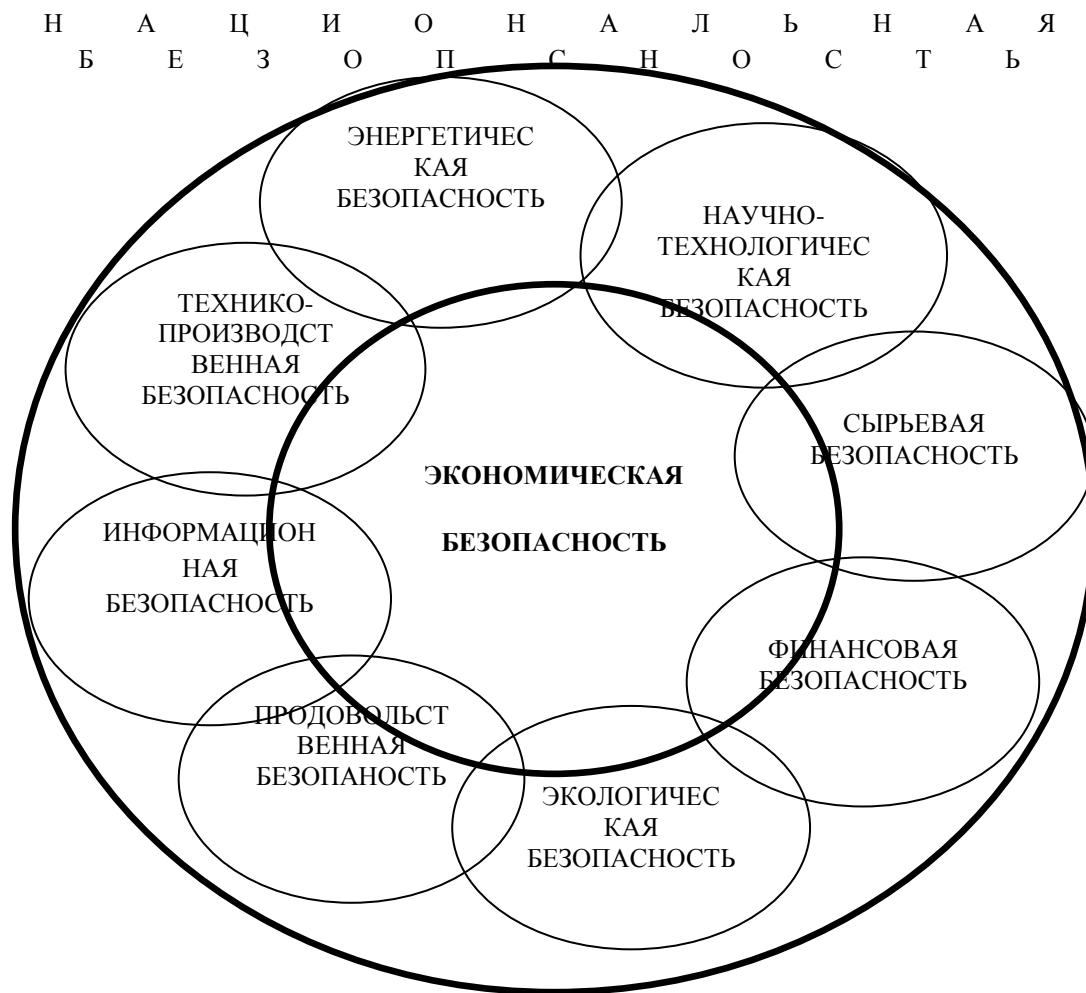 Н А Ц И О Н А Л Ь Н А Я
Б Е З О П С Н О С Т Ь
ЭНЕРГЕТИЧЕС
КАЯ
БЕЗОПАСНОСТЬ
НАУЧНО-
ТЕХНОЛОГИЧЕС
КАЯ
БЕЗОПАСНОСТЬ
ТЕХНИКО-
ПРОИЗВОДСТ
ВЕННАЯ
БЕЗОПАСНОСТЬ
СЫРЬЕВАЯ
БЕЗОПАСНОСТЬ
ЭКОНОМИЧЕСКАЯ
БЕЗОПАСНОСТЬ
ИНФОРМАЦИОН
НАЯ
БЕЗОПАСНОСТЬ
ФИНАНСОВАЯ
БЕЗОПАСНОСТЬ
ПРОДОВОЛЬСТ
ВЕННАЯ
БЕЗОПАНОСТЬ
ЭКОЛОГИЧЕС
КАЯ
БЕЗОПАСНОСТЬ